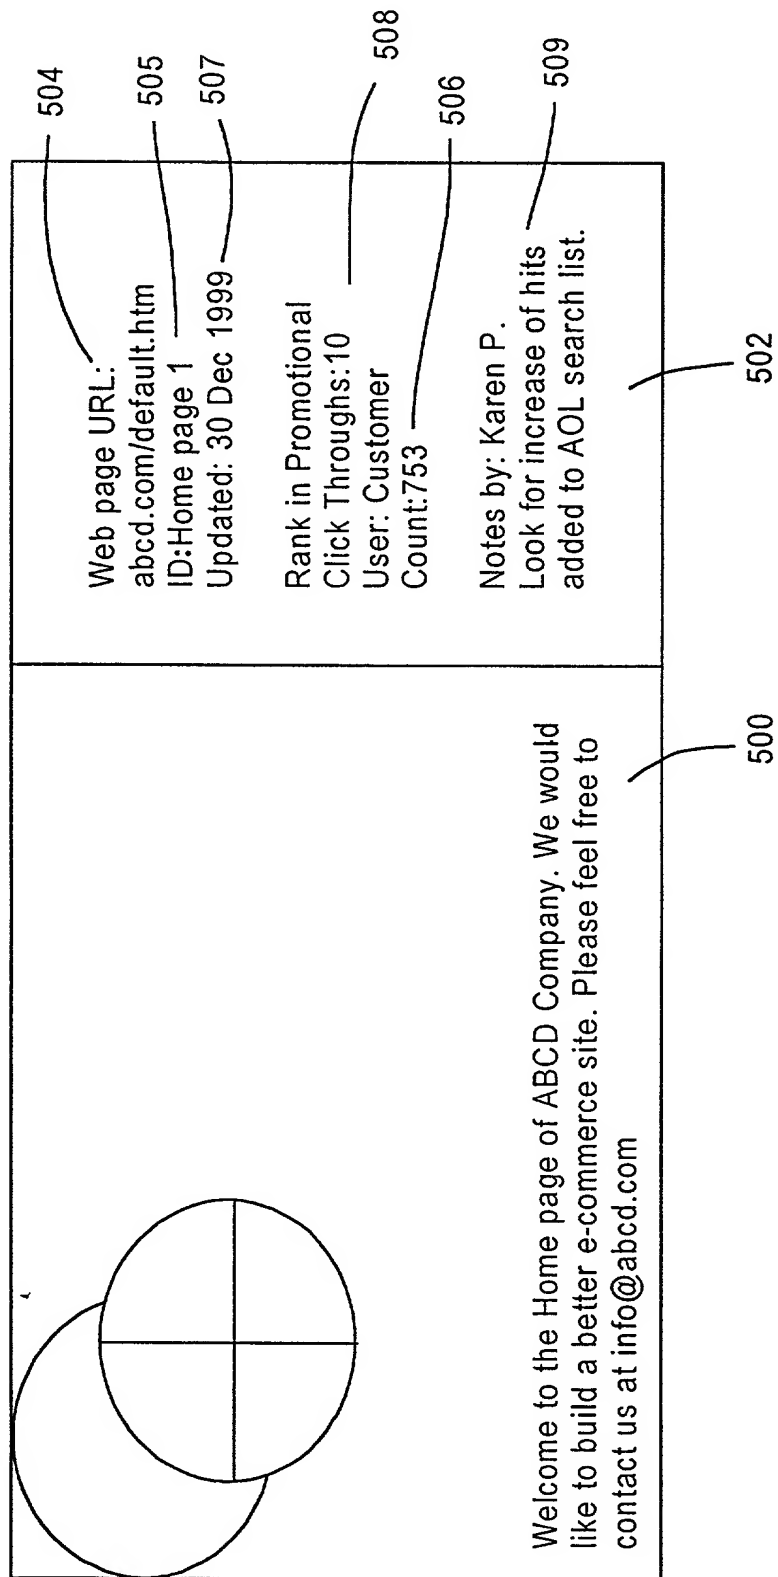 504
505
507
508
506
509
Web page URL:
abcd.com/default.htm
ID:Home page 1
Updated: 30 Dec 1999
Rank in Promotional
Click Throughs:10
User: Customer
Count:753
Notes by: Karen P.
Look for increase of hits
added to AOL search list.
502
Welcome to the Home page of ABCD Company. We would
like to build a better e-commerce site. Please feel free to
contact us at info@abcd.com
500